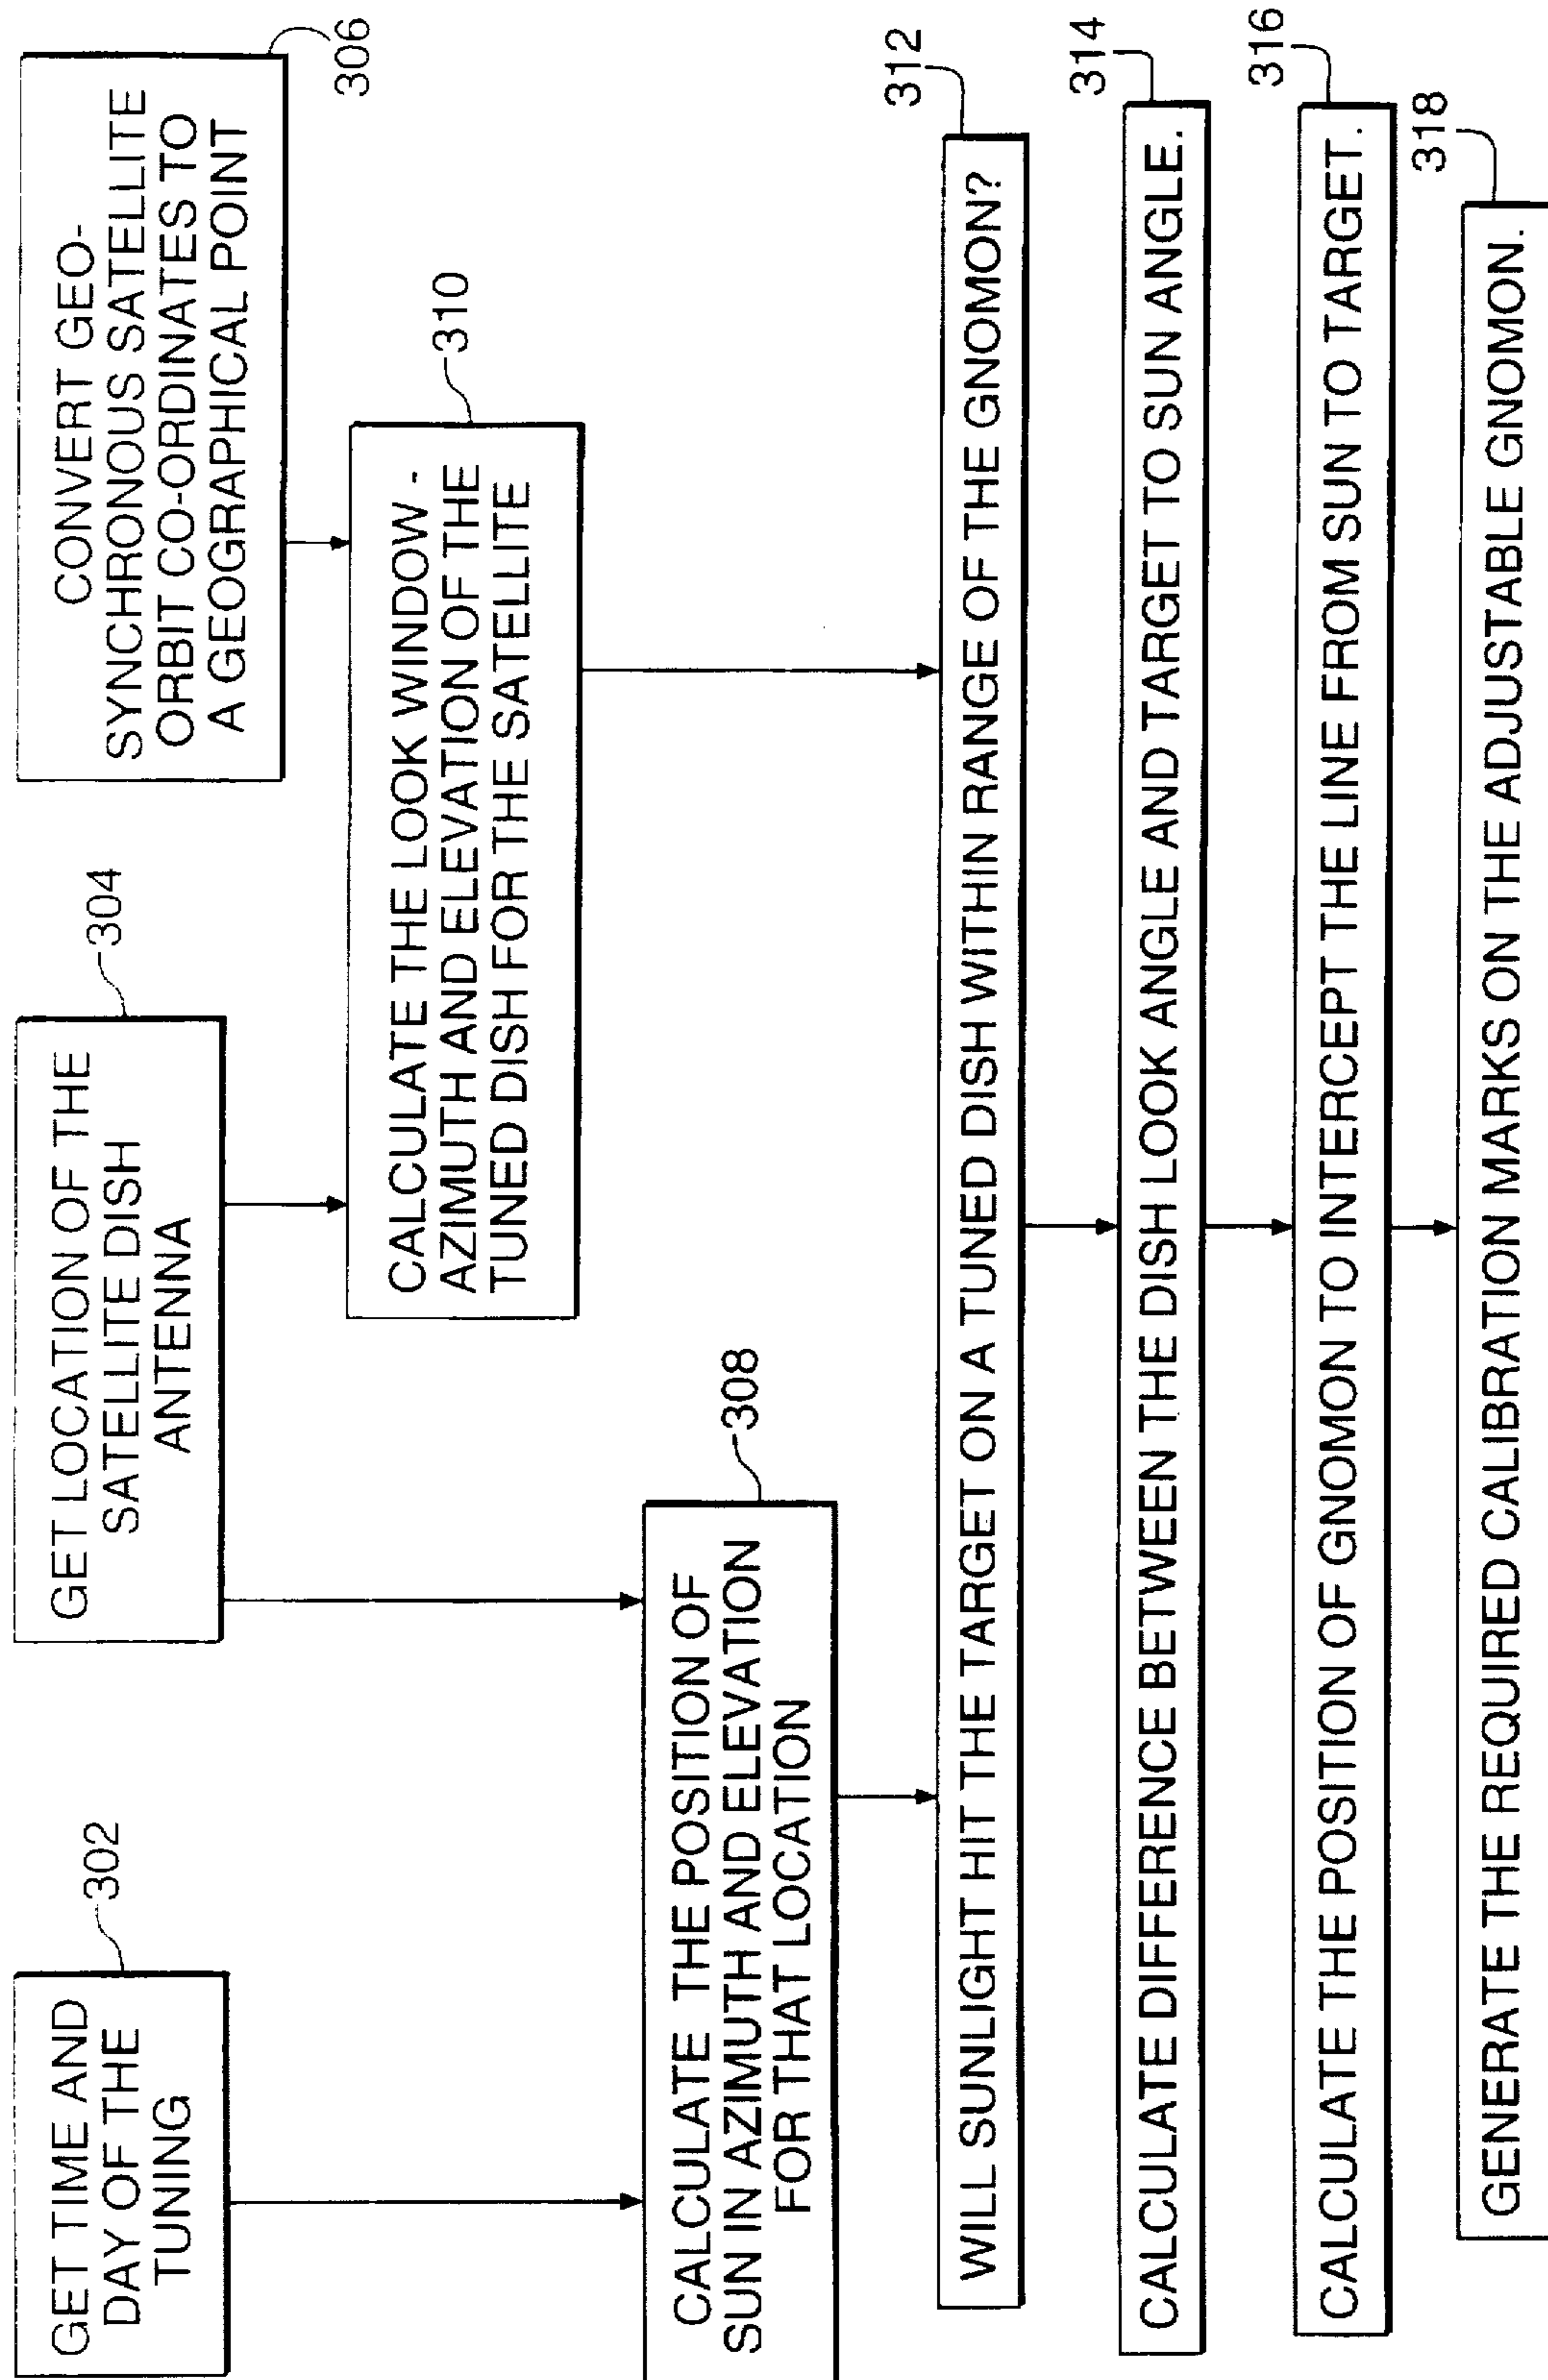 GET TIME AND
DAY OF THE
TUNING
302
GET LOCATION OF THE
SATELLITE DISH
ANTENNA
304
CONVERT GEO-
SYNCHRONOUS SATELLITE
ORBIT CO-ORDINATES TO
A GEOGRAPHICAL POINT
306
CALCULATE THE POSITION OF
SUN IN AZIMUTH AND ELEVATION
FOR THAT LOCATION
308
CALCULATE THE LOOK WINDOW -
AZIMUTH AND ELEVATION OF THE
TUNED DISH FOR THE SATELLITE
310
WILL SUNLIGHT HIT THE TARGET ON A TUNED DISH WITHIN RANGE OF THE GNOMON?
312
CALCULATE DIFFERENCE BETWEEN THE DISH LOOK ANGLE AND TARGET TO SUN ANGLE.
314
CALCULATE THE POSITION OF GNOMON TO INTERCEPT THE LINE FROM SUN TO TARGET.
316
GENERATE THE REQUIRED CALIBRATION MARKS ON THE ADJUSTABLE GNOMON.
318